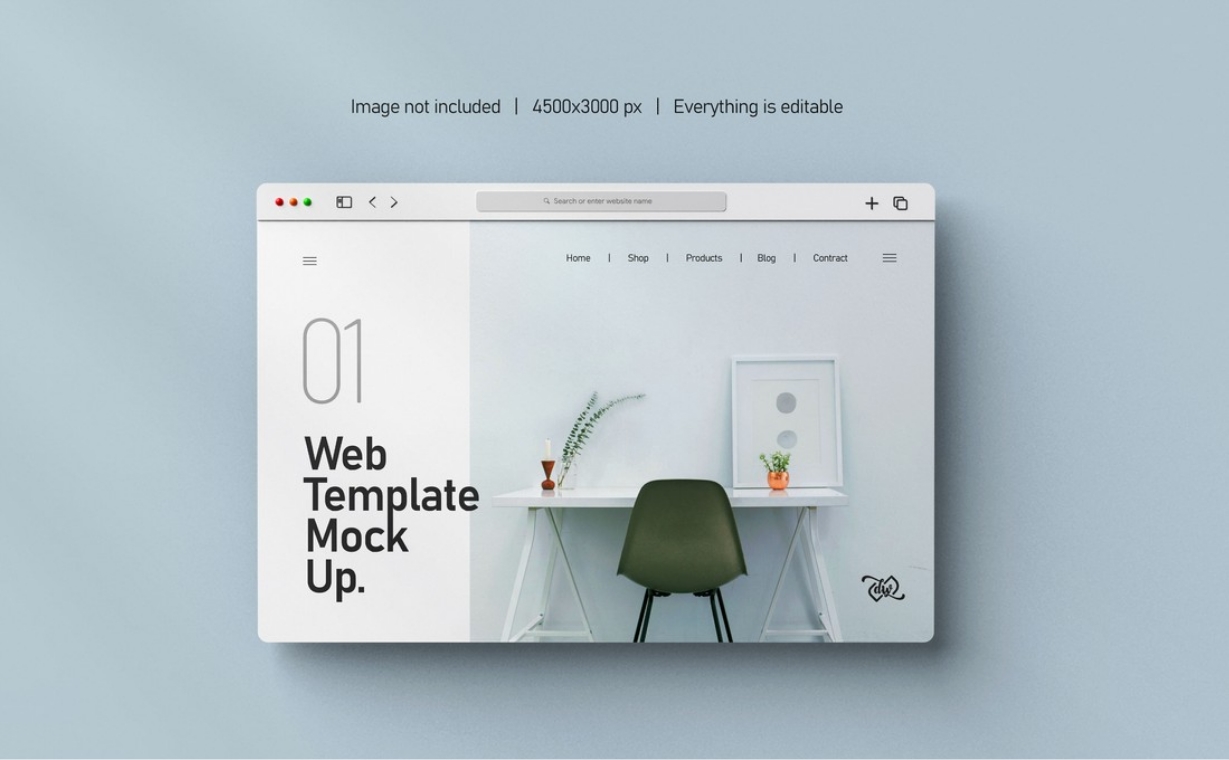 Image not included | 4500x3000 px | Everything is editable
Search or enter website name
Home | Shop | Products | Blog | Contract
01
Web
Template
Mock
Up.
dw